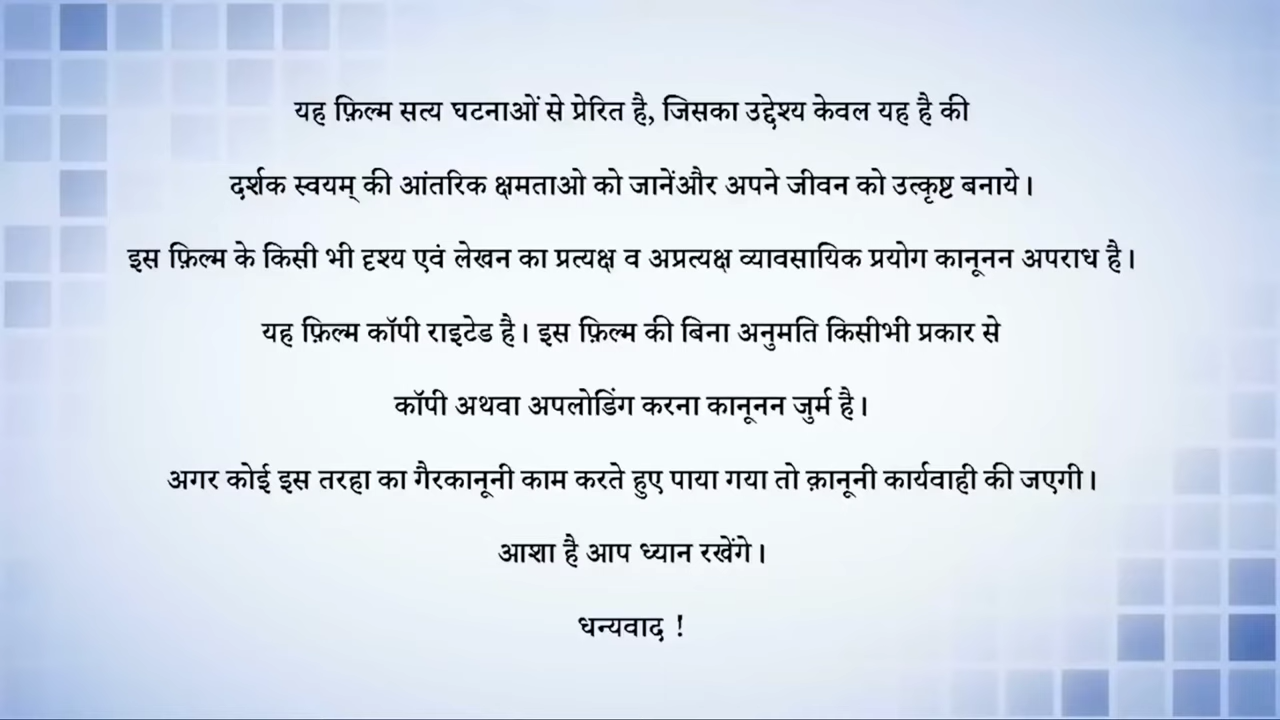 यह फ़िल्म सत्य घटनाओं से प्रेरित है, जिसका उद्देश्य केवल यह है की
दर्शक स्वयम् की आंतरिक क्षमताओ को जानेंऔर अपने जीवन को उत्कृष्ट बनाये।
इस फ़िल्म के किसी भी दृश्य एवं लेखन का प्रत्यक्ष व अप्रत्यक्ष व्यावसायिक प्रयोग कानूनन अपराध है।
यह फ़िल्म कॉपी राइटेड है। इस फ़िल्म की बिना अनुमति किसीभी प्रकार से
कॉपी अथवा अपलोडिंग करना कानूनन जुर्म है।
अगर कोई इस तरहा का गैरकानूनी काम करते हुए पाया गया तो क़ानूनी कार्यवाही की जएगी।
आशा है आप ध्यान रखेंगे।
धन्यवाद !